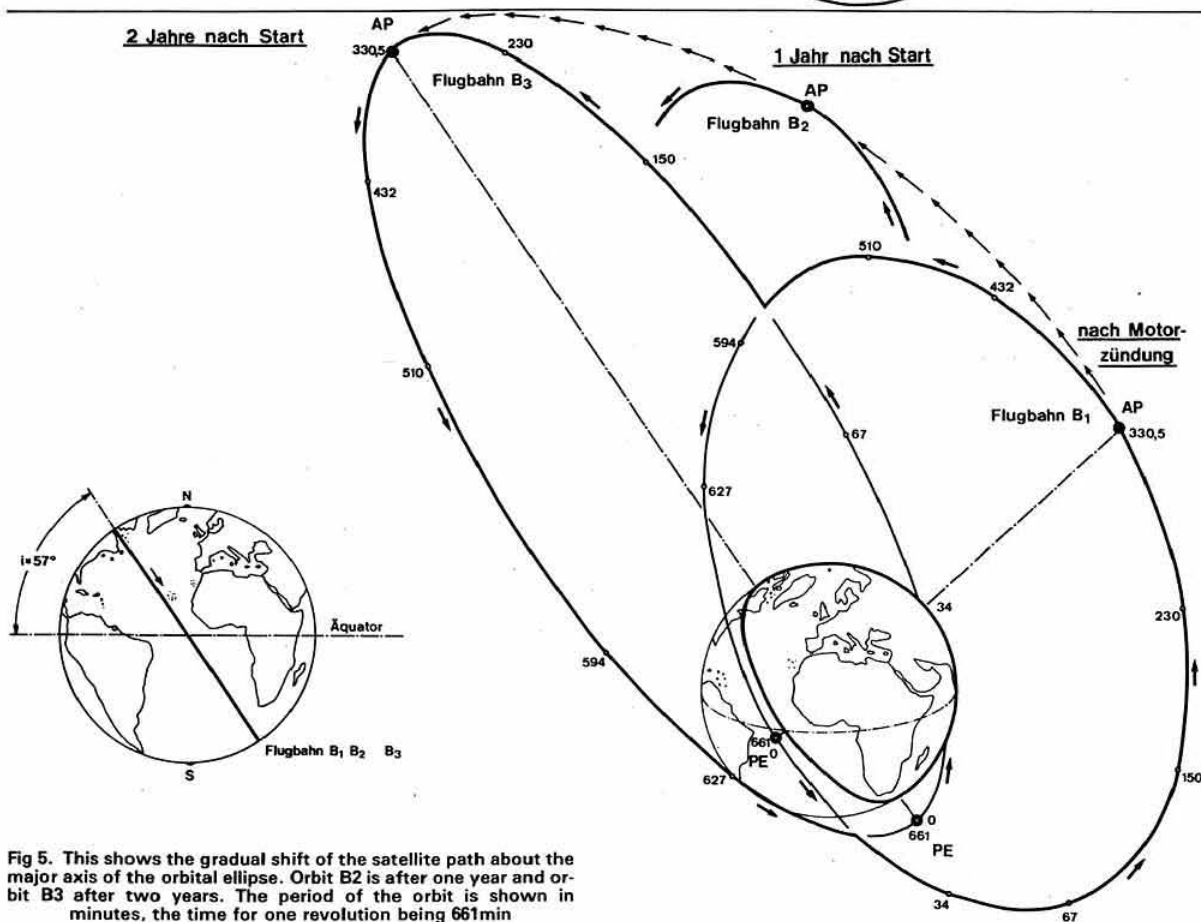 2 Jahre nach Start
AP
330,5
230
Flugbahn B3
1 Jahr nach Start
AP
Flugbahn B2
150
432
510
432
nach Motor-
zündung
594
510
Flugbahn B1
AP
330,5
67
627
N
i=57°
34
230
Äquator
594
661 0
PE
Flugbahn B1 B2 B3
S
627
150
0
661
PE
34
67
Fig 5. This shows the gradual shift of the satellite path about the
major axis of the orbital ellipse. Orbit B2 is after one year and or-
bit B3 after two years. The period of the orbit is shown in
minutes, the time for one revolution being 661min